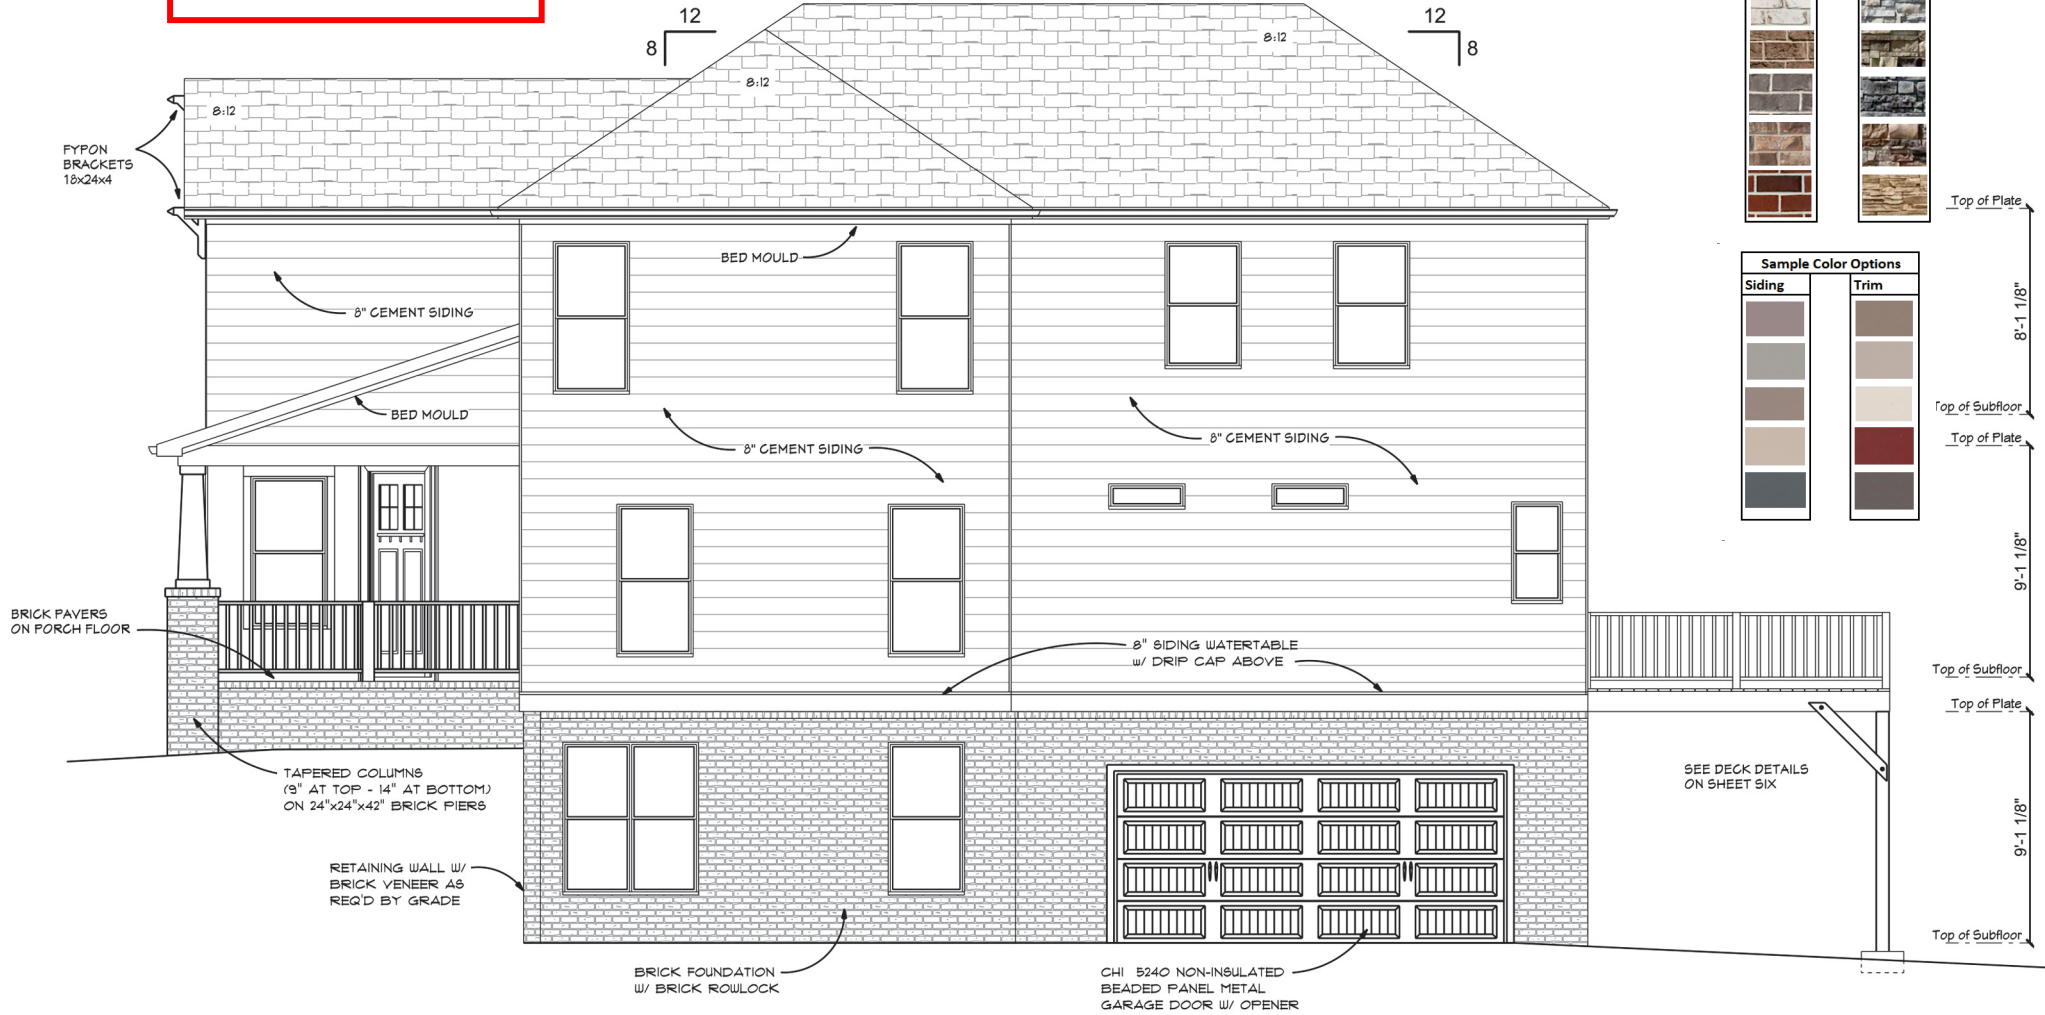 12
8
12
8
8:12
8:12
8:12
FYPON
BRACKETS
18x24x4
Top of Plate
BED MOULD
Sample Color Options
Siding
Trim
8'-1 1/8"
8" CEMENT SIDING
BED MOULD
Top of Subfloor
Top of Plate
8" CEMENT SIDING
8" CEMENT SIDING
9'-1 1/8"
BRICK PAVERS
ON PORCH FLOOR
8" SIDING WATERTABLE
w/ DRIP CAP ABOVE
Top of Subfloor
Top of Plate
TAPERED COLUMNS
(9" AT TOP - 14" AT BOTTOM)
ON 24"x24"x42" BRICK PIERS
SEE DECK DETAILS
ON SHEET SIX
9'-1 1/8"
RETAINING WALL W/
BRICK VENEER AS
REQ'D BY GRADE
Top of Subfloor
BRICK FOUNDATION
W/ BRICK ROWLOCK
CHI 5240 NON-INSULATED
BEADED PANEL METAL
GARAGE DOOR W/ OPENER